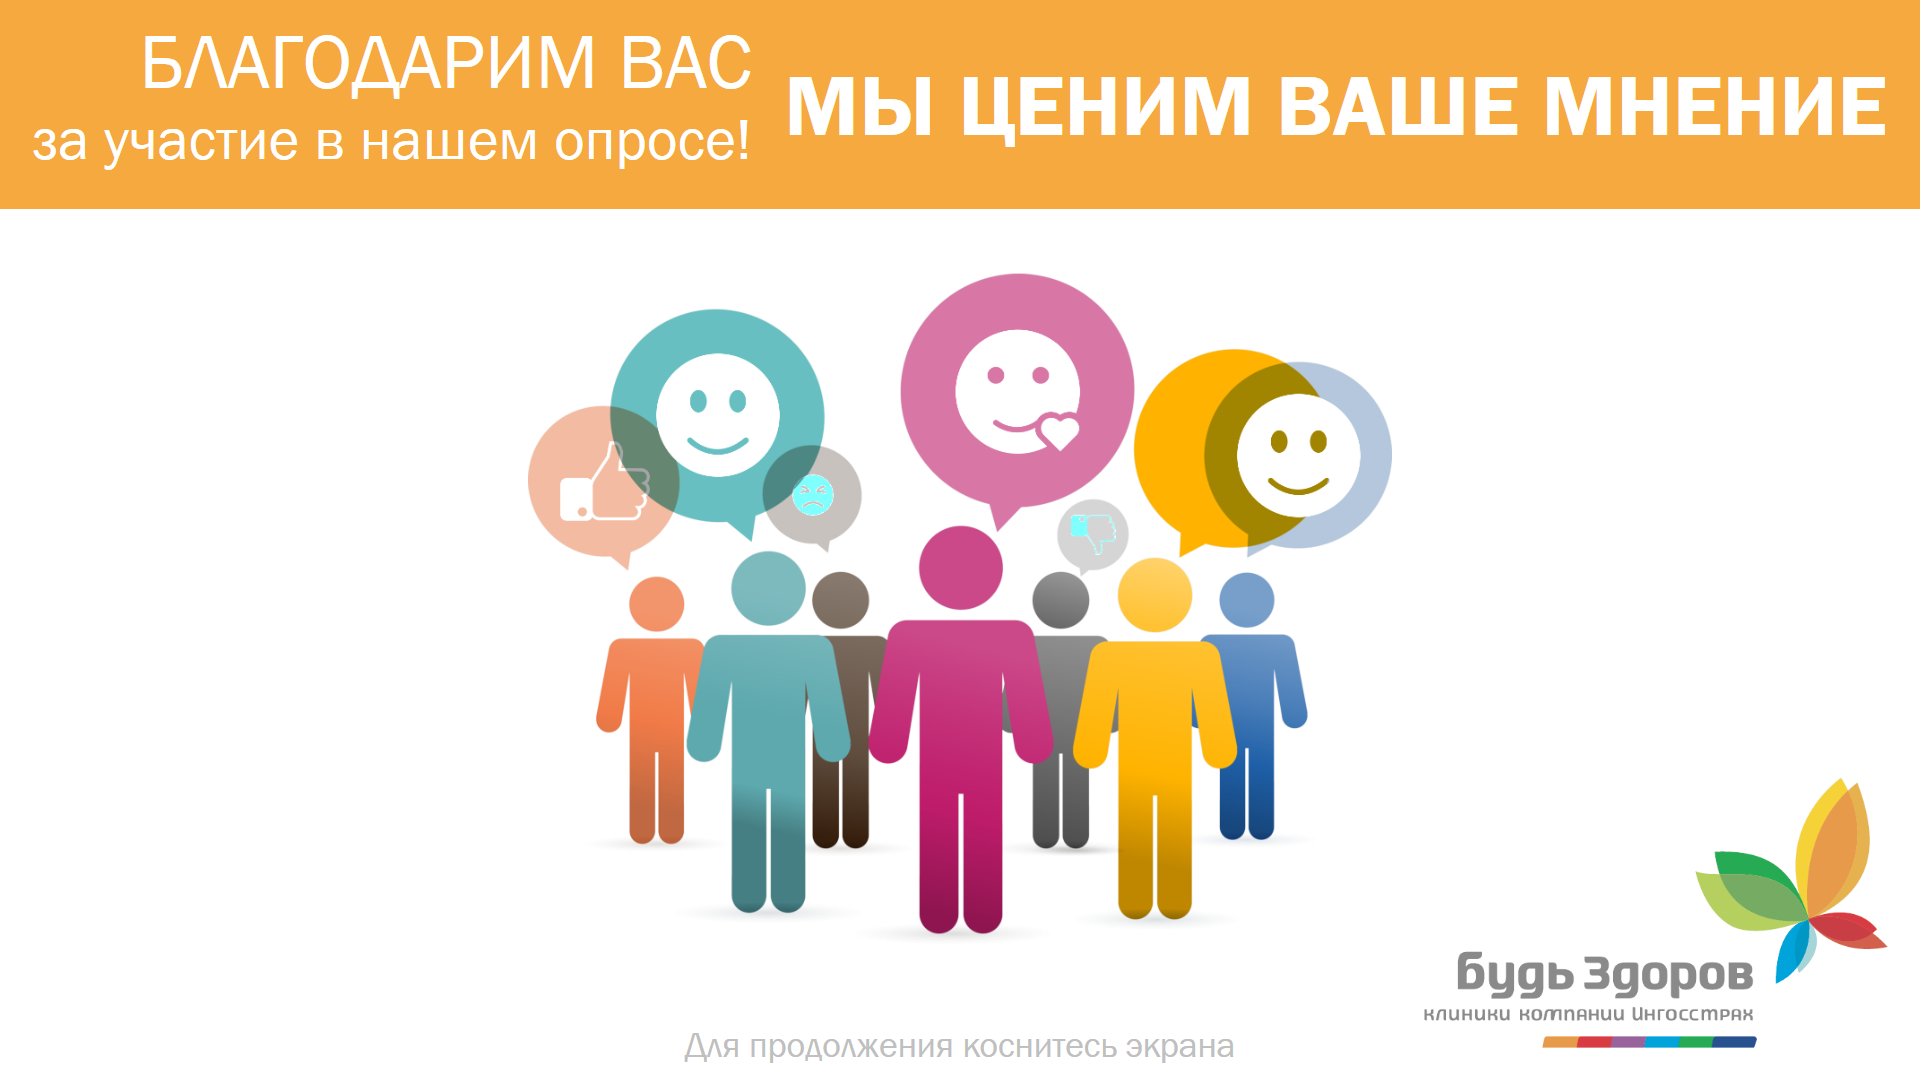 БЛАГОДАРИМ ВАС
за участие в нашем опросе!
МЫ ЦЕНИМ ВАШЕ МНЕНИЕ
Будь Здоров
клиники компании Ингосстрах
Для продолжения коснитесь экрана